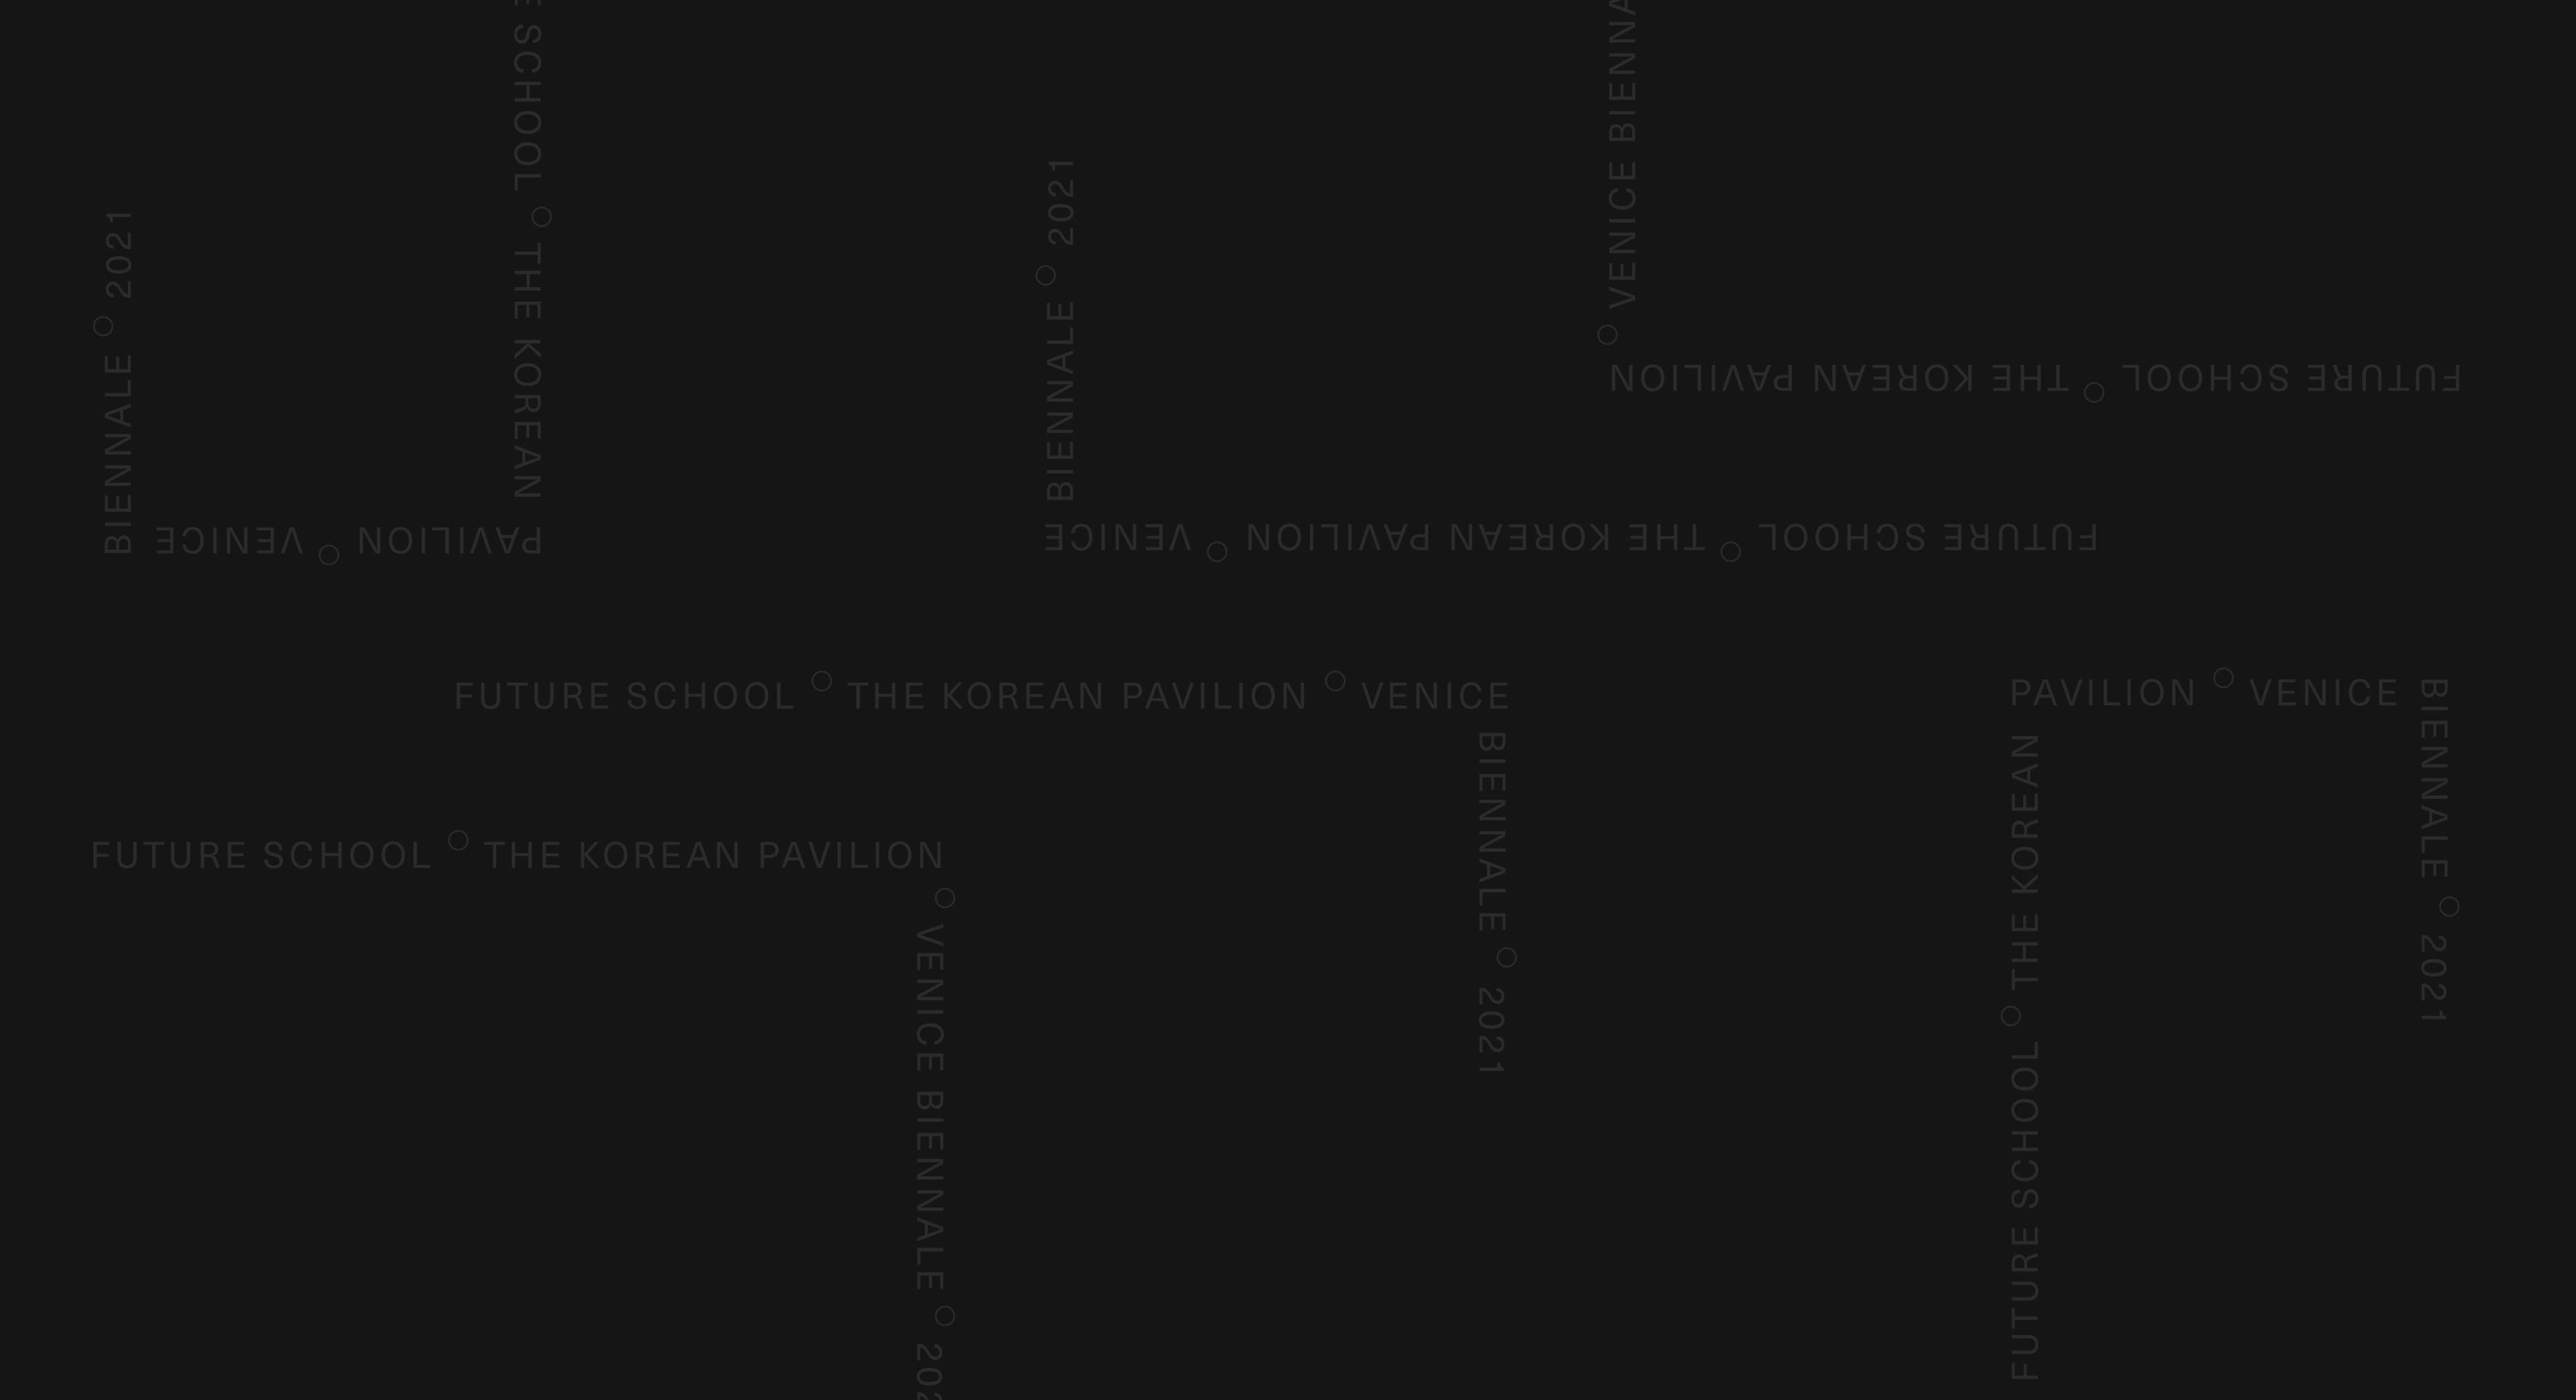 E SCHOOL ○ THE KOREAN
PAVILION ○ VENICE
BIENNALE ○ 2021
FUTURE SCHOOL ○ THE KOREAN PAVILION ○ VENICE
BIENNALE ○ 2021
FUTURE SCHOOL ○ THE KOREAN PAVILION
○ VENICE BIENNA
FUTURE SCHOOL ○ THE KOREAN PAVILION ○ VENICE
BIENNALE ○ 2021
FUTURE SCHOOL ○ THE KOREAN
PAVILION ○ VENICE
BIENNALE ○ 2021
FUTURE SCHOOL ○ THE KOREAN PAVILION
○ VENICE BIENNALE ○ 202